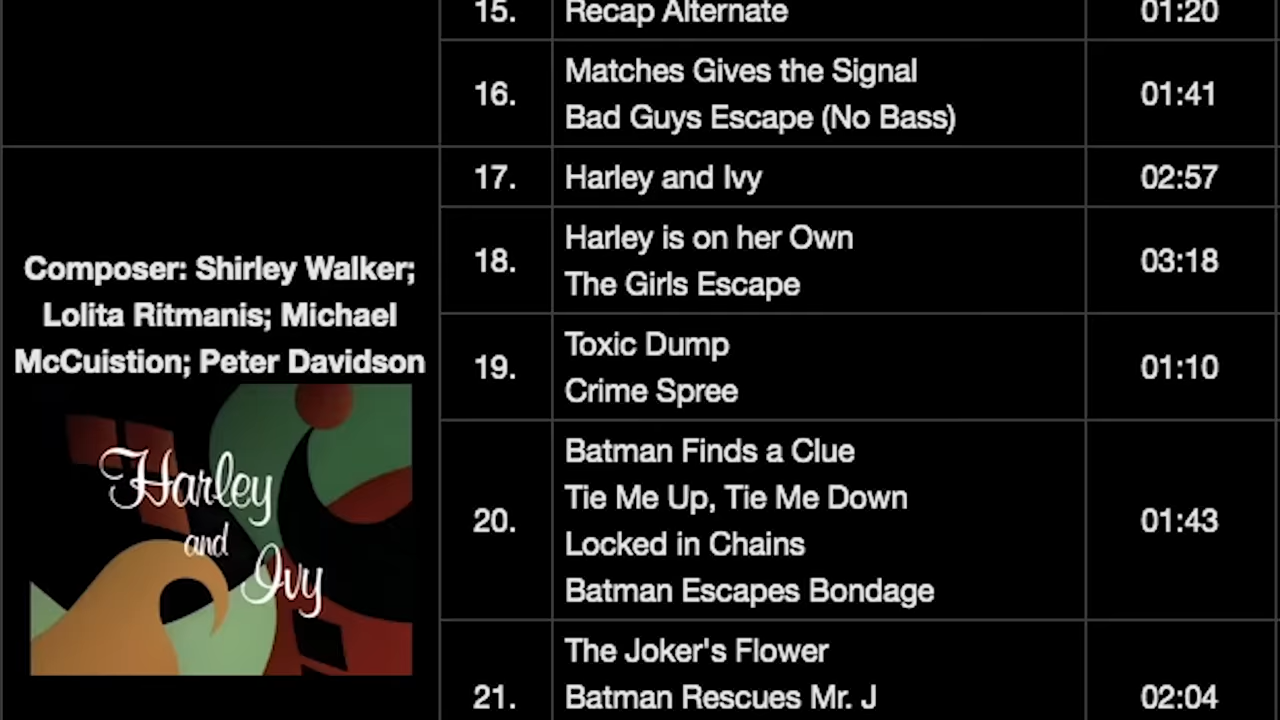 15.
Recap Alternate
01:20
16.
Matches Gives the Signal
Bad Guys Escape (No Bass)
01:41
Composer: Shirley Walker;
Lolita Ritmanis; Michael
McCuistion; Peter Davidson
Harley
and
Ivy
17.
Harley and Ivy
02:57
18.
Harley is on her Own
The Girls Escape
03:18
19.
Toxic Dump
Crime Spree
01:10
20.
Batman Finds a Clue
Tie Me Up, Tie Me Down
Locked in Chains
Batman Escapes Bondage
01:43
21.
The Joker's Flower
Batman Rescues Mr. J
02:04